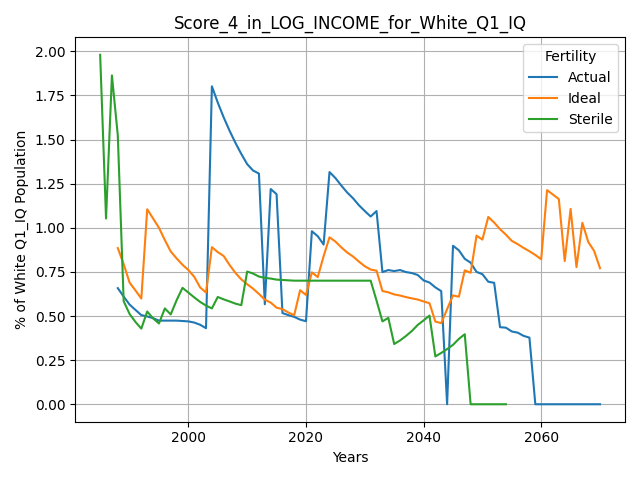 Score_4_in_LOG_INCOME_for_White_Q1_IQ
Fertility
Actual
Ideal
Sterile
% of White Q1_IQ Population
2.00
1.75
1.50
1.25
1.00
0.75
0.50
0.25
0.00
2000 2020 2040 2060
Years